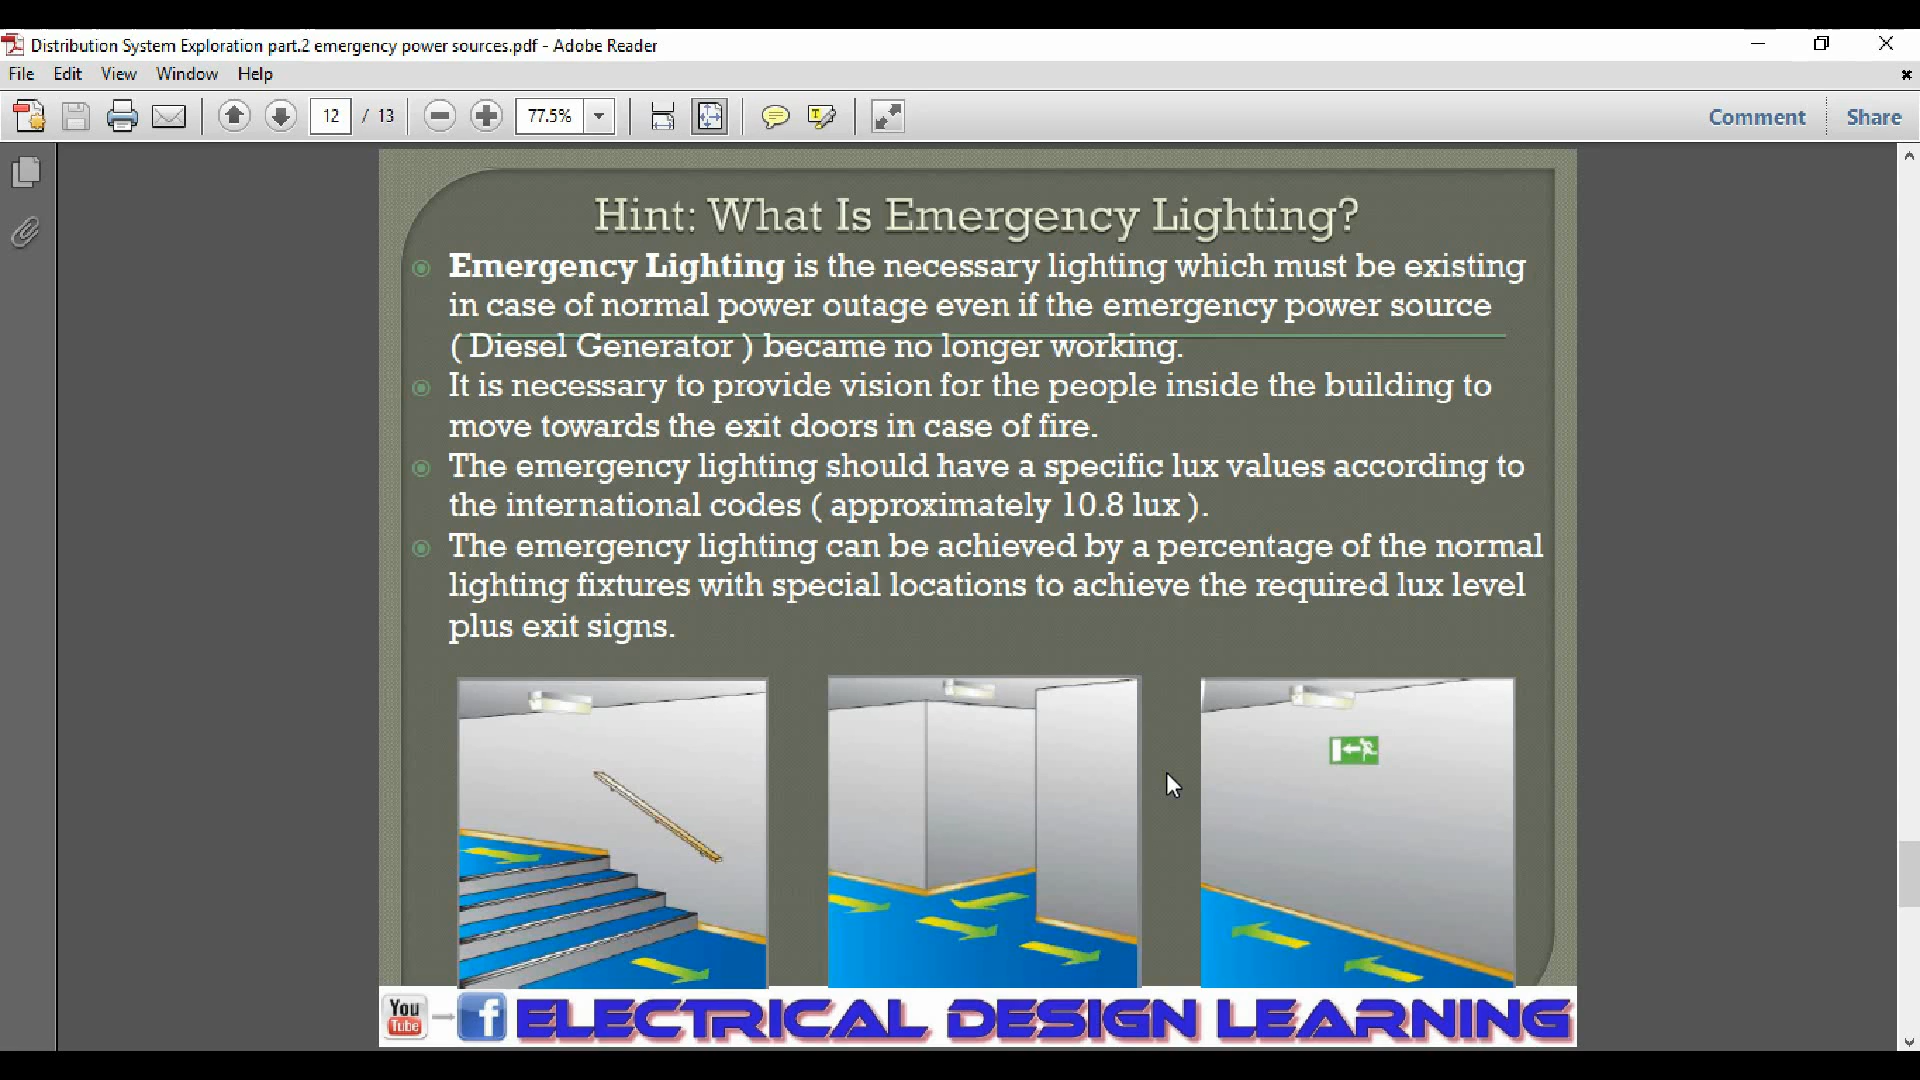 Distribution System Exploration part.2 emergency power sources.pdf - Adobe Reader
File Edit View Window Help
12 / 13 77.5% Comment Share
Hint: What Is Emergency Lighting?
Emergency Lighting is the necessary lighting which must be existing
in case of normal power outage even if the emergency power source
( Diesel Generator ) became no longer working.
It is necessary to provide vision for the people inside the building to
move towards the exit doors in case of fire.
The emergency lighting should have a specific lux values according to
the international codes ( approximately 10.8 lux ).
The emergency lighting can be achieved by a percentage of the normal
lighting fixtures with special locations to achieve the required lux level
plus exit signs.
You Tube f ELECTRICAL DESIGN LEARNING